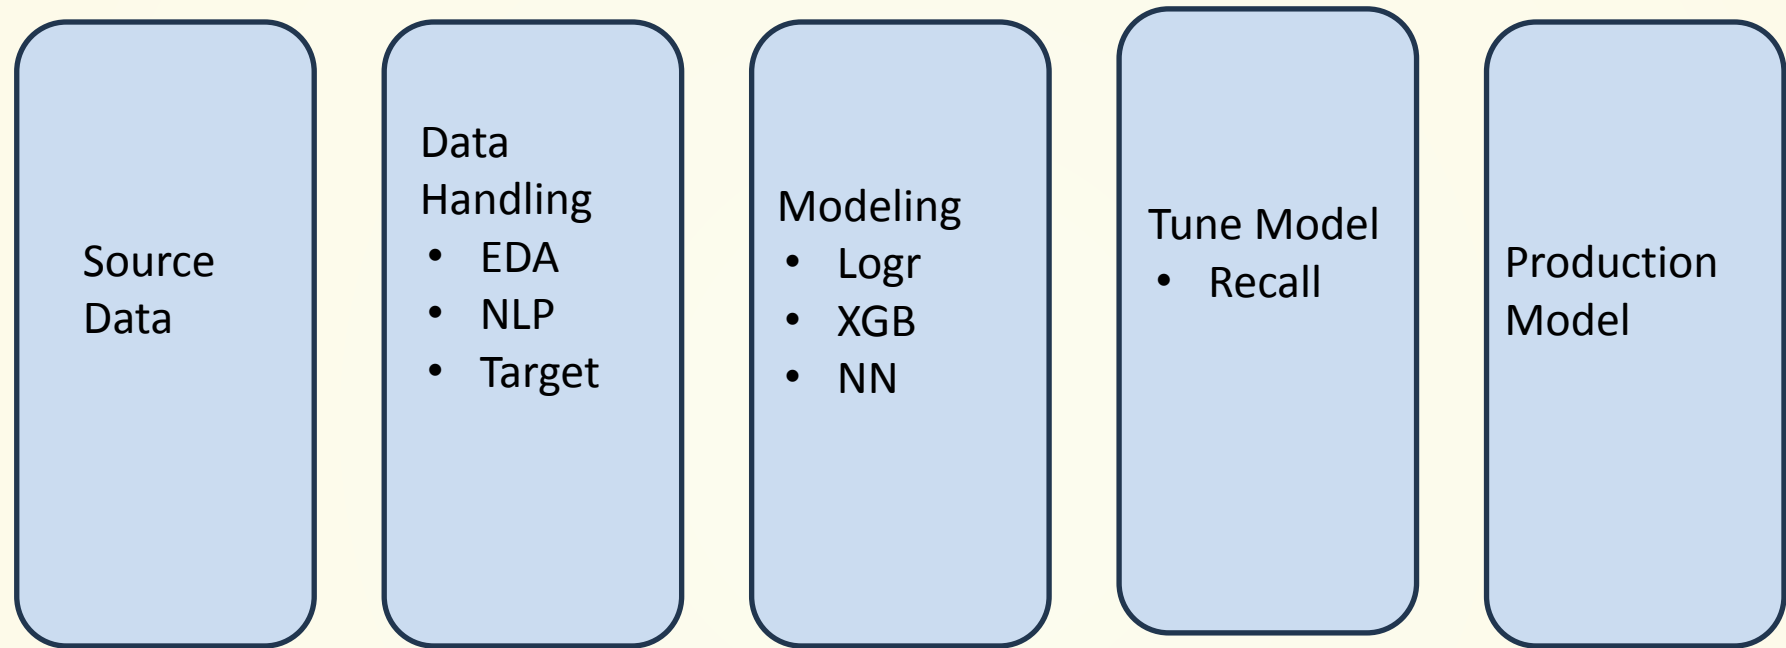 Source
Data
Data
Handling
• EDA
• NLP
• Target
Modeling
• Logr
• XGB
• NN
Tune Model
• Recall
Production
Model